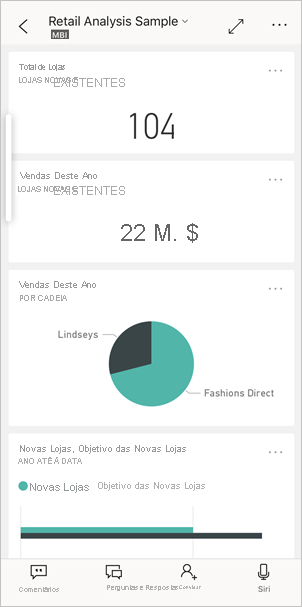 Retail Analysis Sample
MBI
Total de Lojas
LOJAS NOVAS E EXISTENTES
104
Vendas Deste Ano
LOJAS NOVAS E EXISTENTES
22 M. $
Vendas Deste Ano
POR CADEIA
Lindseys
Fashions Direct
Novas Lojas, Objetivo das Novas Lojas
ANO ATÉ À DATA
Novas Lojas Objetivo das Novas Lojas
Comentários Perguntas e Respostas Convidar Siri